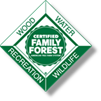 WOOD
WATER
CERTIFIED
FAMILY
FOREST
RECREATION
WILDLIFE